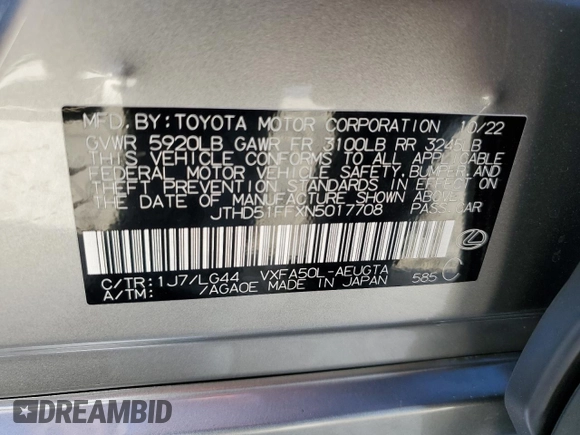 MFD. BY: TOYOTA MOTOR CORPORATION 10/22
GVWR 5920LB GAWR FR 3100LB RR 3245LB
THIS VEHICLE CONFORMS TO ALL APPLICABLE
FEDERAL MOTOR VEHICLE SAFETY, BUMPER, AND
THEFT PREVENTION STANDARDS IN EFFECT ON
THE DATE OF MANUFACTURE SHOWN ABOVE.
JTHD51FFXN5017708 PASS. CAR
C/TR: 1J7/LG44 VXFA50L-AEUGTA
A/TM: /AGA0E MADE IN JAPAN 585
DREAMBID